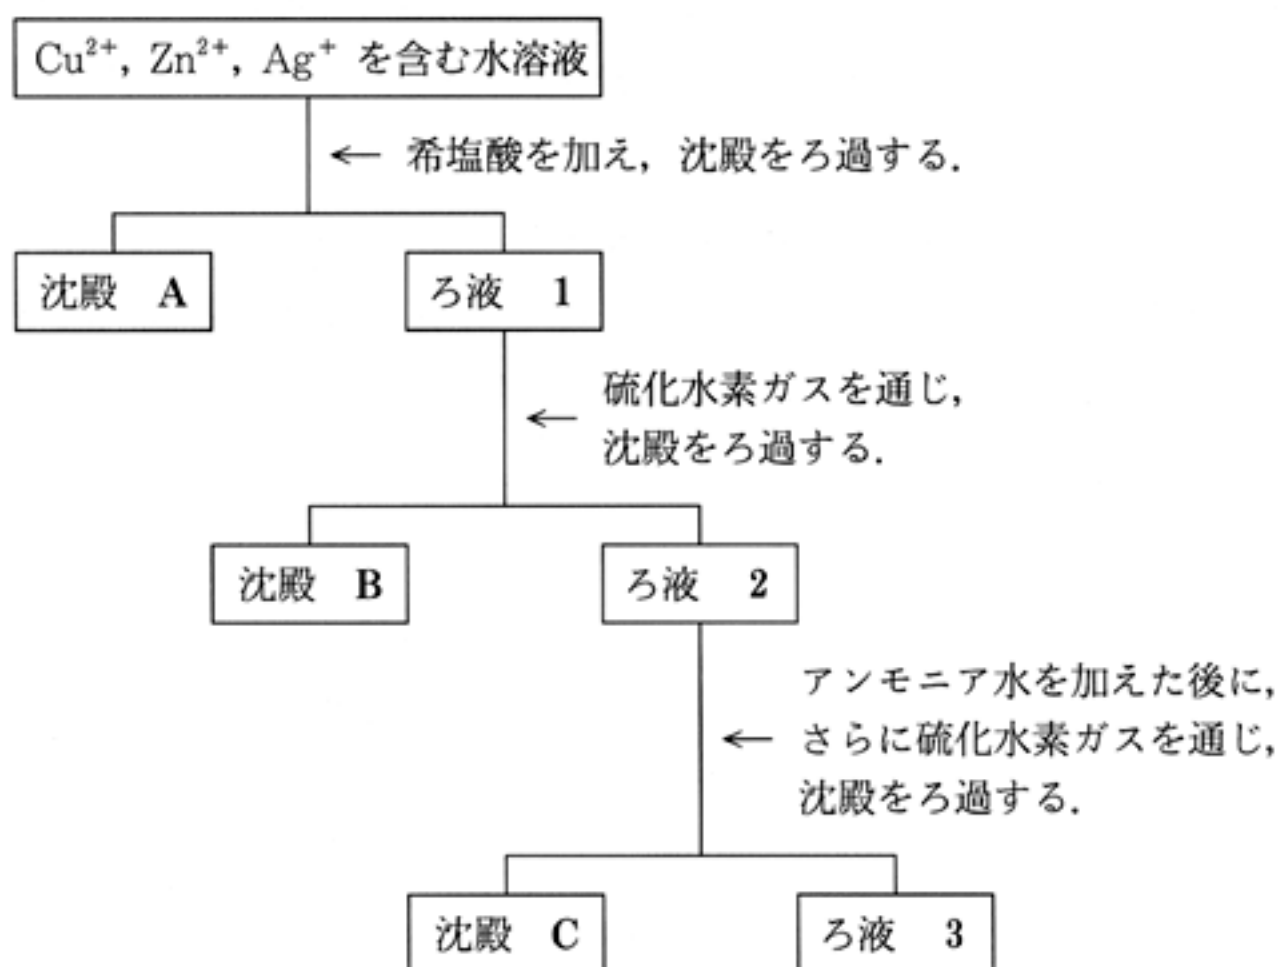 Cu²⁺, Zn²⁺, Ag⁺ を含む水溶液
← 希塩酸を加え，沈殿をろ過する．
沈殿 A
ろ液 1
← 硫化水素ガスを通じ，
沈殿をろ過する．
沈殿 B
ろ液 2
アンモニア水を加えた後に，
← さらに硫化水素ガスを通じ，
沈殿をろ過する．
沈殿 C
ろ液 3